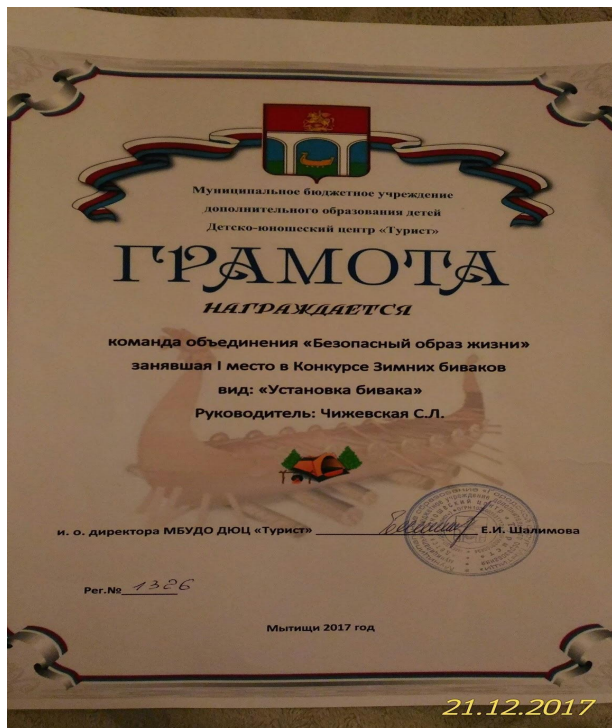 Муниципальное бюджетное учреждение
дополнительного образования детей
Детско-юношеский центр «Турист»
ГРАМОТА
НАГРАЖДАЕТСЯ
команда объединения «Безопасный образ жизни»
занявшая I место в Конкурсе Зимних биваков
вид: «Установка бивака»
Руководитель: Чижевская С.Л.
и. о. директора МБУДО ДЮЦ «Турист» Е.И. Шалимова
Рег.№ 1326
Мытищи 2017 год
21.12.2017